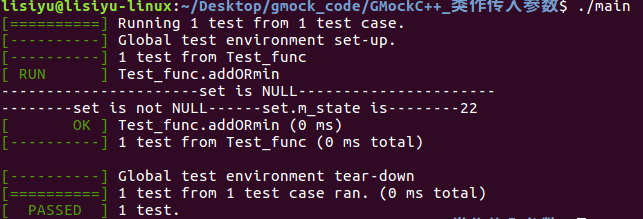 lisiyu@lisiyu-linux:~/Desktop/gmock_code/GMockC++_类作传入参数$ ./main
[==========] Running 1 test from 1 test case.
[----------] Global test environment set-up.
[----------] 1 test from Test_func
[ RUN      ] Test_func.addORmin
-----------------------set is NULL-----------------------
--------set is not NULL------set.m_state is--------22
[       OK ] Test_func.addORmin (0 ms)
[----------] 1 test from Test_func (0 ms total)
[----------] Global test environment tear-down
[==========] 1 test from 1 test case ran. (0 ms total)
[  PASSED  ] 1 test.